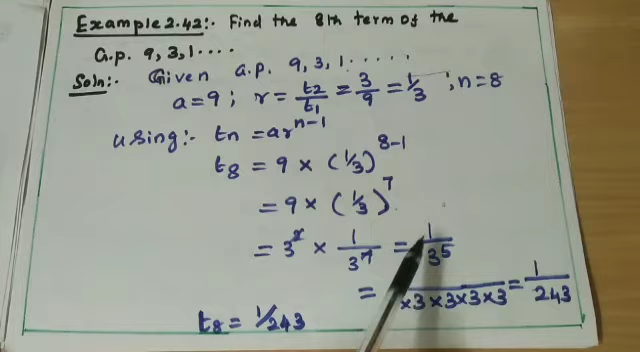 Example 2.42:- Find the 8th term of the
G.P. 9, 3, 1 ....
Soln:- Given G.P. 9, 3, 1 ......
a = 9 ; r = t2/t1 = 3/9 = 1/3 , n = 8
using:- tn = ar^n-1
t8 = 9 × (1/3)^8-1
= 9 × (1/3)^7
= 3^2 × 1/3^7 = 1/3^5
= ×3×3×3×3 = 1/243
t8 = 1/243